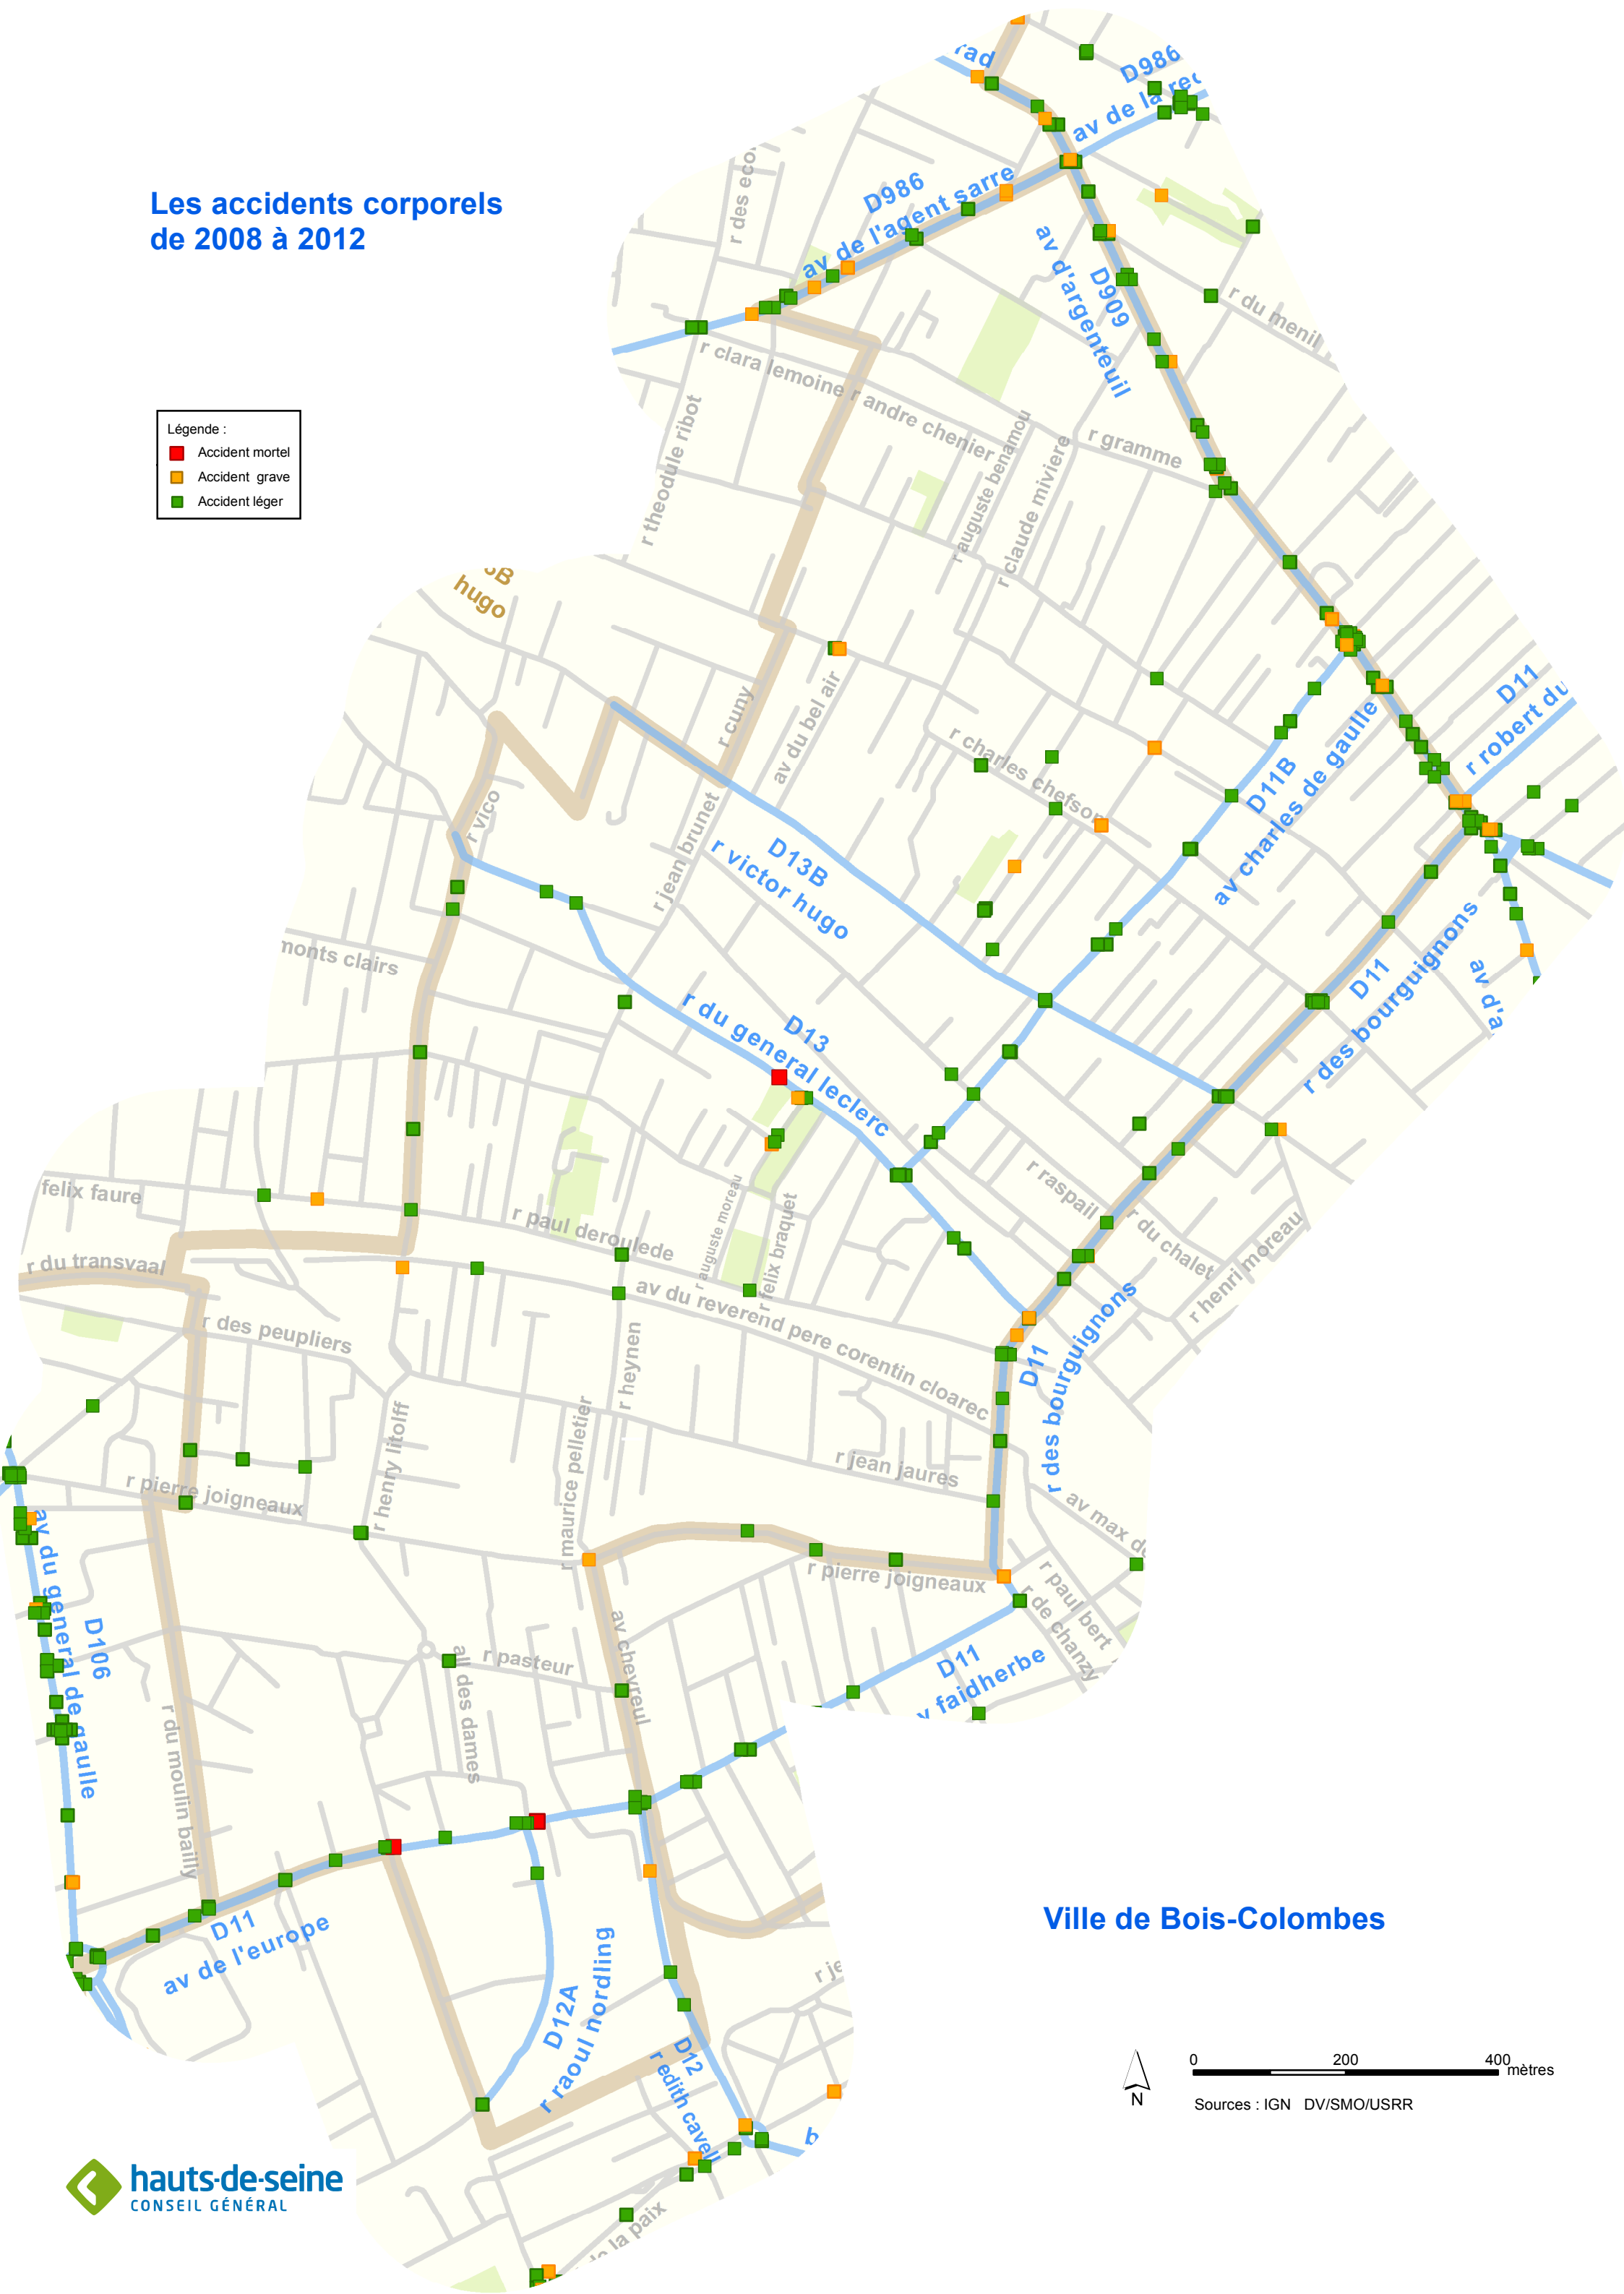 Les accidents corporels
de 2008 à 2012
Légende :
Accident mortel
Accident grave
Accident léger
D986
av de l'agent sarre
r des eco
D986
av de la rec
D909
av d'argenteuil
r du menil
r clara lemoine
r andre chenier
r theodule ribot
r auguste benamou
r claude miviere
r gramme
hugo
r cuny
av du bel air
r charles chefson
D11
r robert du
D11B
av charles de gaulle
r vico
r jean brunet
D13B
r victor hugo
monts clairs
D13
r du general leclerc
D11
r des bourguignons
av d'a
felix faure
r du transvaal
r paul deroulede
r auguste moreau
r felix braquet
r raspail
r du chalet
r henri moreau
r des peupliers
av du reverend pere corentin cloarec
r heynen
D11
r des bourguignons
r henry litolff
r maurice pelletier
r jean jaures
r pierre joigneaux
av max d
r pierre joigneaux
r paul bert
r de chanzy
D106
av du general de gaulle
r du moulin bailly
all des dames
r pasteur
av chevreul
D11
faidherbe
D11
av de l'europe
D12A
r raoul nordling
D12
r edith cavell
r je
b
de la paix
Ville de Bois-Colombes
0 200 400
mètres
N
Sources : IGN DV/SMO/USRR
hauts-de-seine
CONSEIL GÉNÉRAL